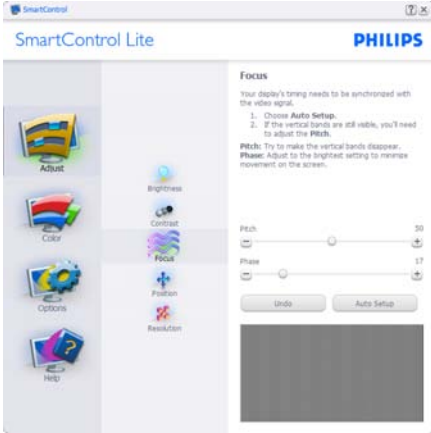 SmartControl
SmartControl Lite
PHILIPS
Adjust
Color
Options
Help
Brightness
Contrast
Focus
Position
Resolution
Focus
Your display's timing needs to be synchronized with
the video signal.
1. Choose Auto Setup.
2. If the vertical bands are still visible, you'll need
to adjust the Pitch.
Pitch: Try to make the vertical bands disappear.
Phase: Adjust to the brightest setting to minimize
movement on the screen.
Pitch 50
Phase 17
Undo Auto Setup